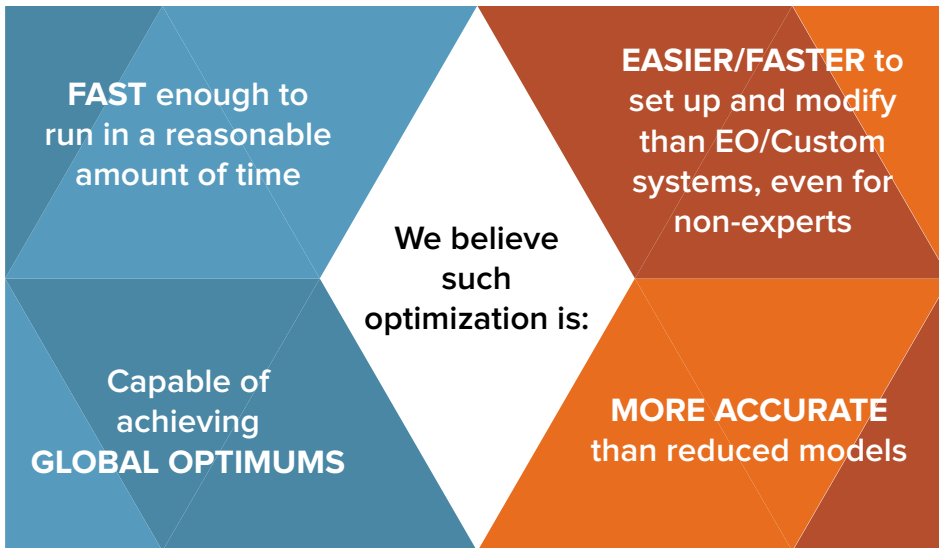 FAST enough to
run in a reasonable
amount of time
EASIER/FASTER to
set up and modify
than EO/Custom
systems, even for
non-experts
We believe
such
optimization is:
Capable of
achieving
GLOBAL OPTIMUMS
MORE ACCURATE
than reduced models